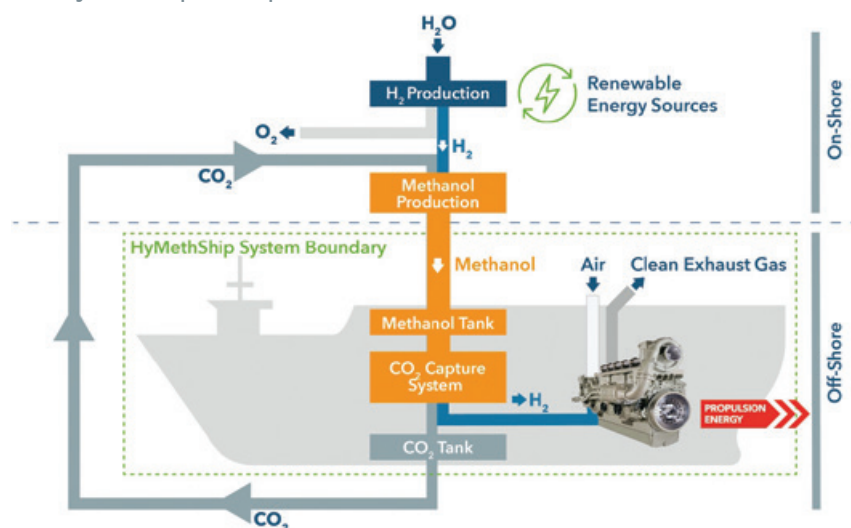 H₂O
H₂ Production
Renewable
Energy Sources
O₂
H₂
CO₂
Methanol
Production
On-Shore
HyMethShip System Boundary
Methanol
Air
Clean Exhaust Gas
Methanol Tank
CO₂ Capture
System
H₂
PROPULSION
ENERGY
CO₂ Tank
CO₂
Off-Shore